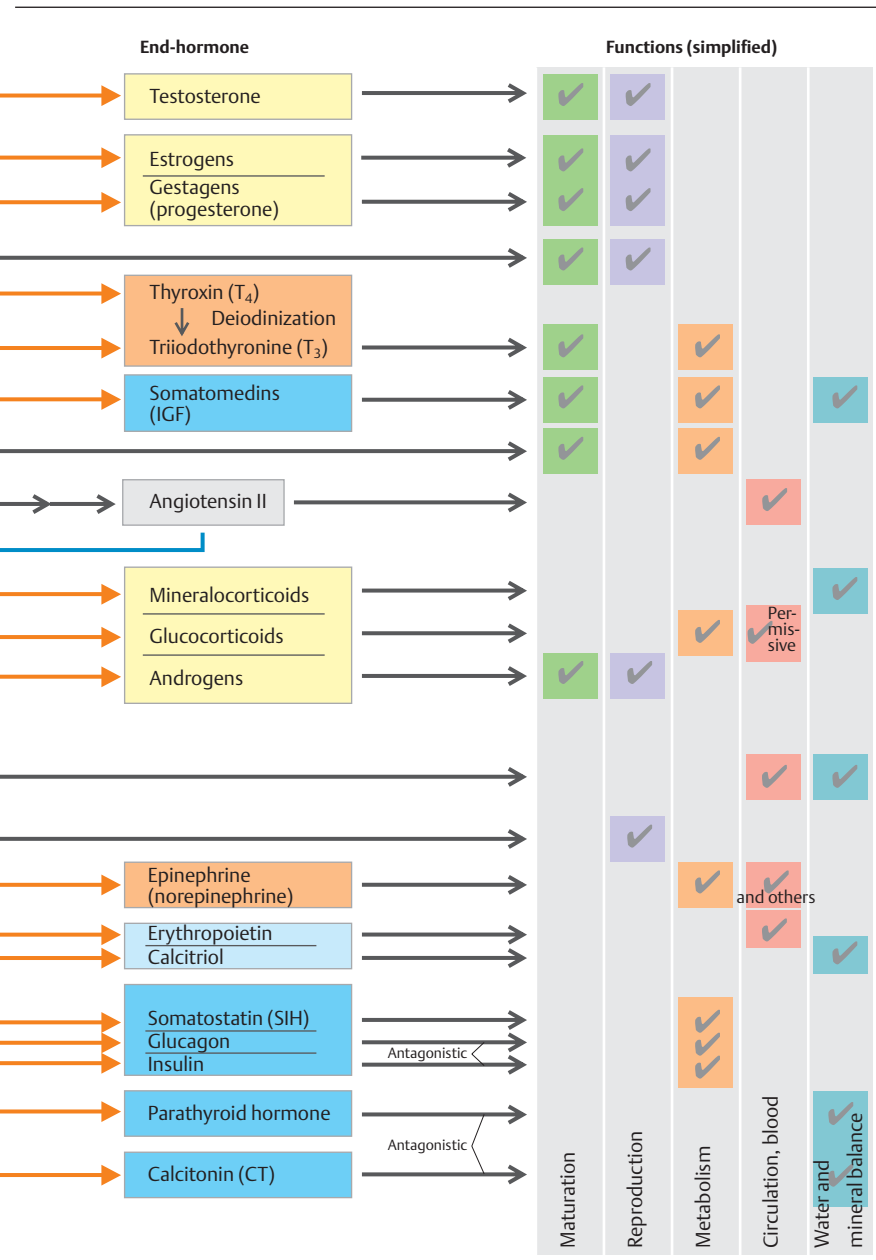 End-hormone
Functions (simplified)
Testosterone
Estrogens
Gestagens
(progesterone)
Thyroxin (T₄)
Deiodinization
Triiodothyronine (T₃)
Somatomedins
(IGF)
Angiotensin II
Mineralocorticoids
Glucocorticoids
Per-
mis-
sive
Androgens
Epinephrine
(norepinephrine)
and others
Erythropoietin
Calcitriol
Somatostatin (SIH)
Glucagon
Antagonistic
Insulin
Parathyroid hormone
Antagonistic
Calcitonin (CT)
Maturation
Reproduction
Metabolism
Circulation, blood
Water and
mineral balance